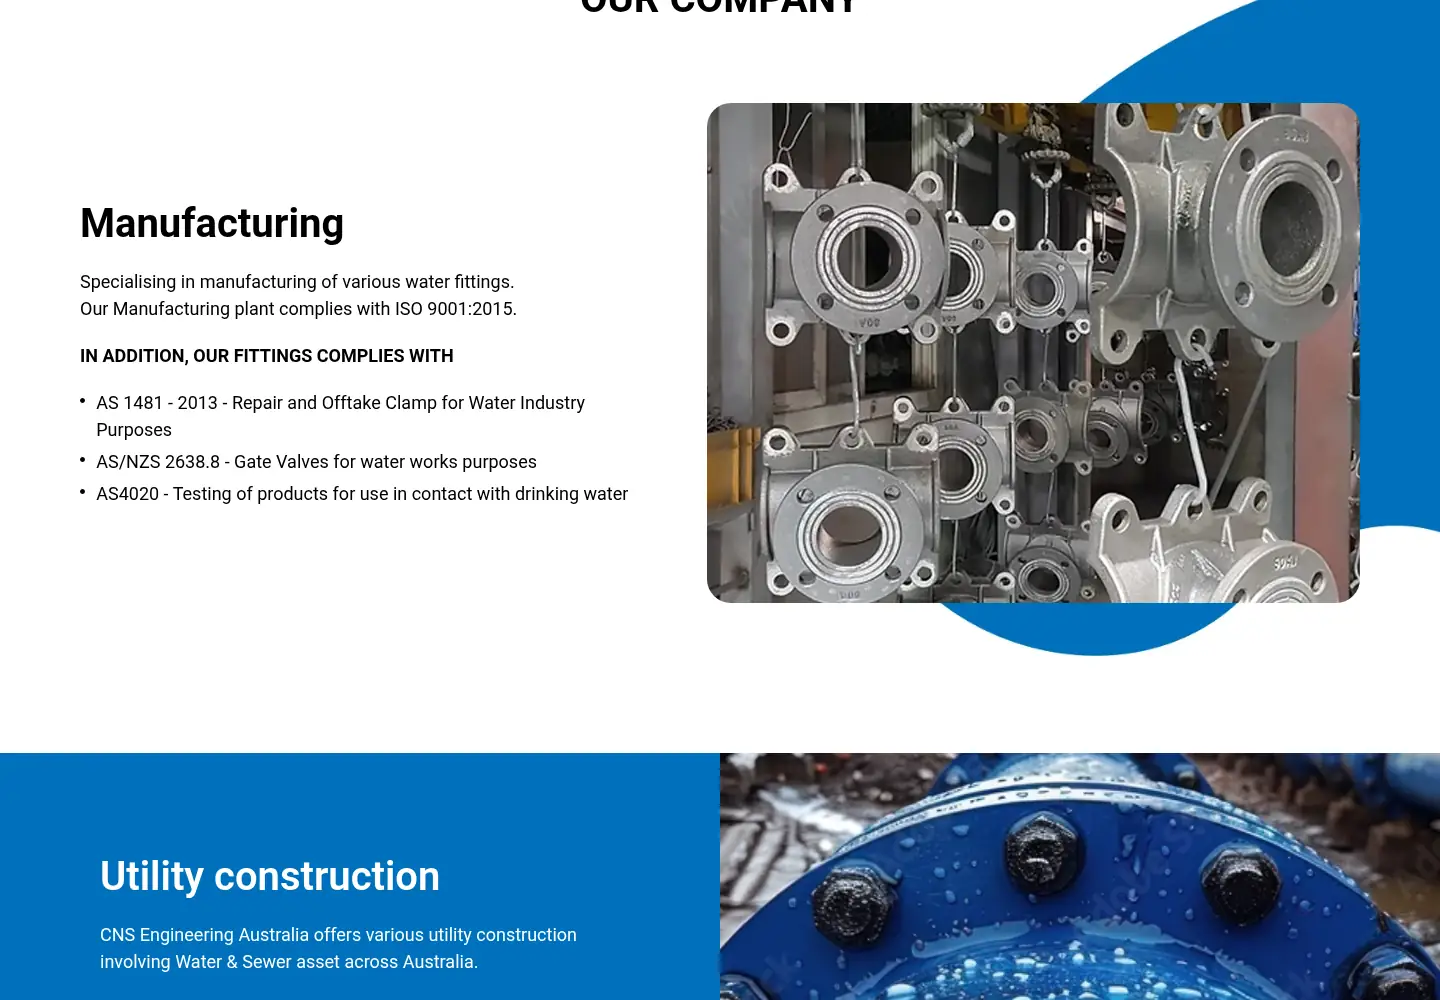 OUR COMPANY
Manufacturing
Specialising in manufacturing of various water fittings.
Our Manufacturing plant complies with ISO 9001:2015.
IN ADDITION, OUR FITTINGS COMPLIES WITH
• AS 1481 - 2013 - Repair and Offtake Clamp for Water Industry
Purposes
• AS/NZS 2638.8 - Gate Valves for water works purposes
• AS4020 - Testing of products for use in contact with drinking water
Utility construction
CNS Engineering Australia offers various utility construction
involving Water & Sewer asset across Australia.